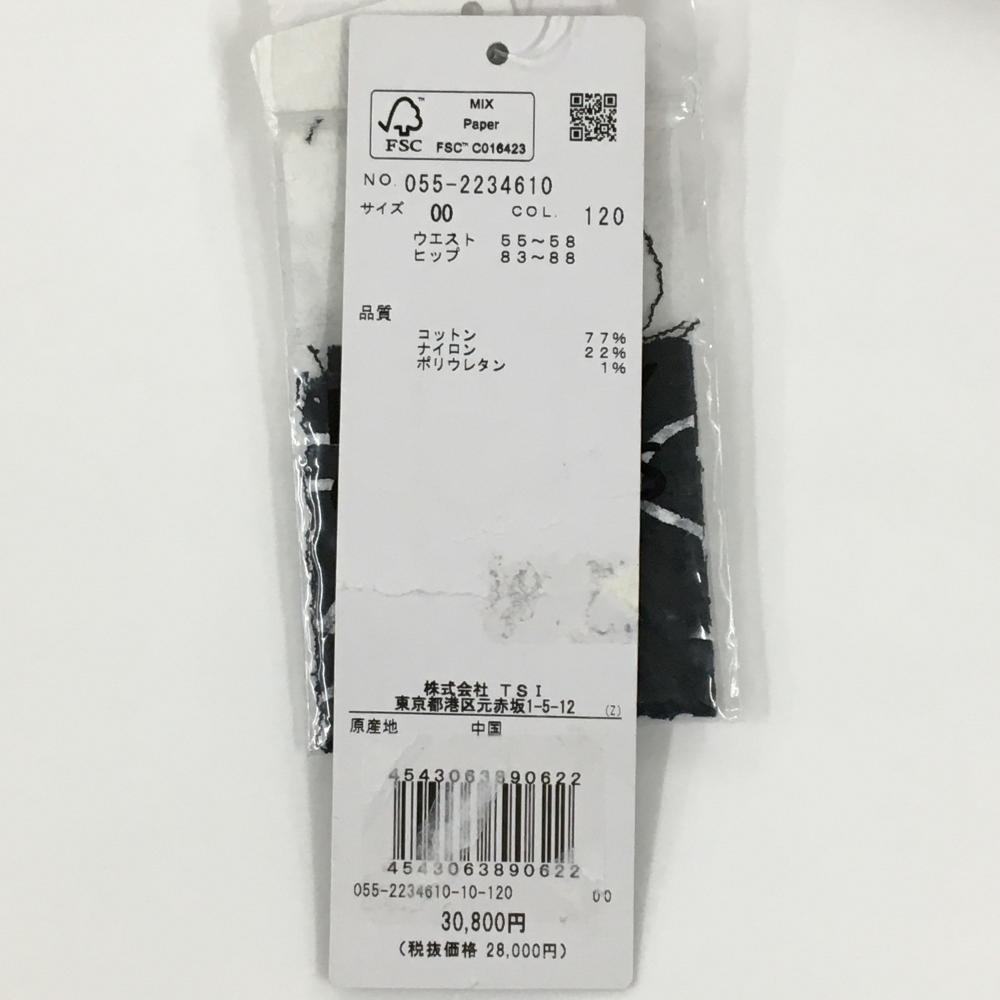 MIX
Paper
FSC™ C016423
FSC
NO. 055-2234610
サイズ 00 COL. 120
ウエスト 55～58
ヒップ 83～88
品質
コットン 77%
ナイロン 22%
ポリウレタン 1%
株式会社 TSI
東京都港区元赤坂1-5-12 (Z)
原産地 中国
4543063890622
4543063890622
055-2234610-10-120 00
30,800円
(税抜価格 28,000円)